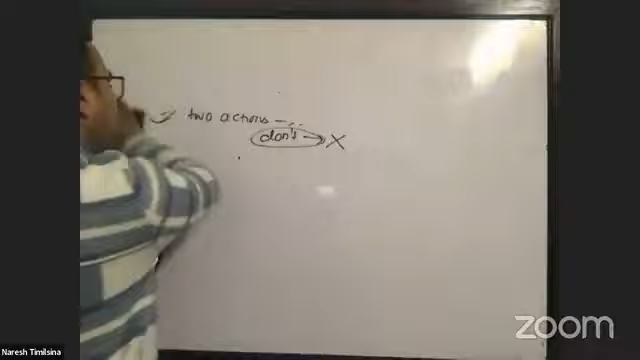 two actions - ..
don't → X
Naresh Timilsina
zoom